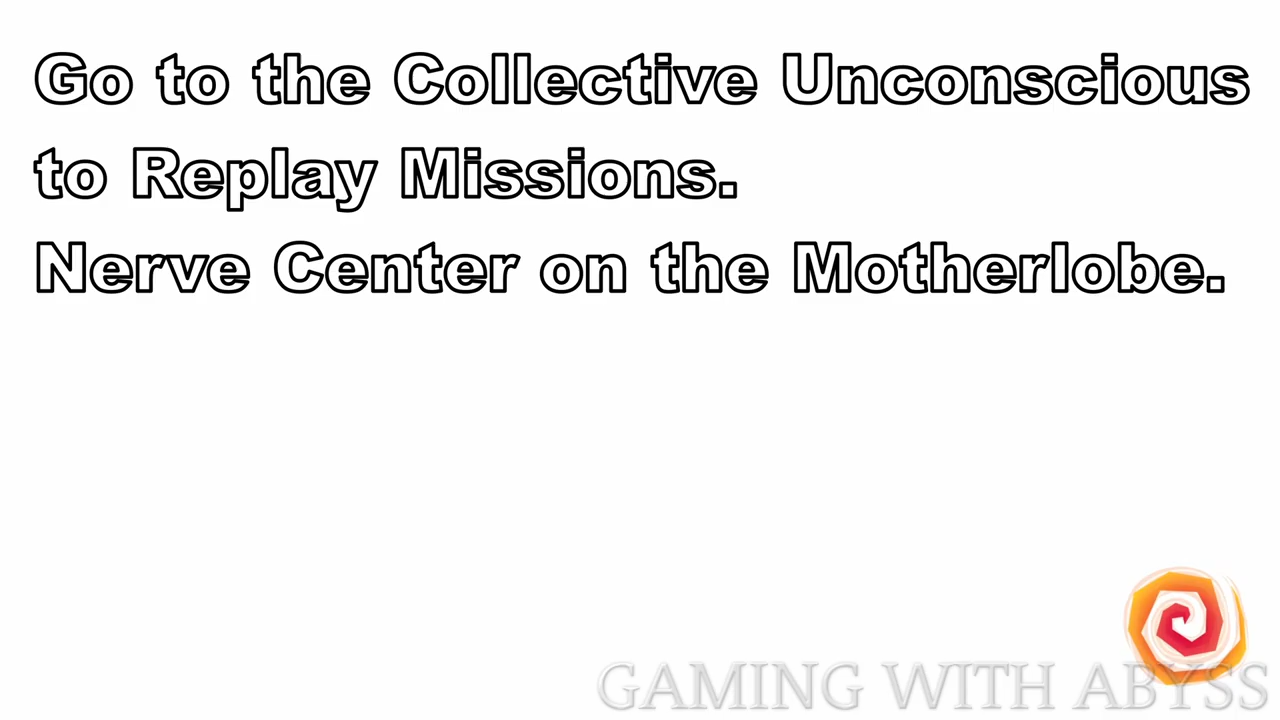 Go to the Collective Unconscious
to Replay Missions.
Nerve Center on the Motherlobe.
GAMING WITH ABYSS